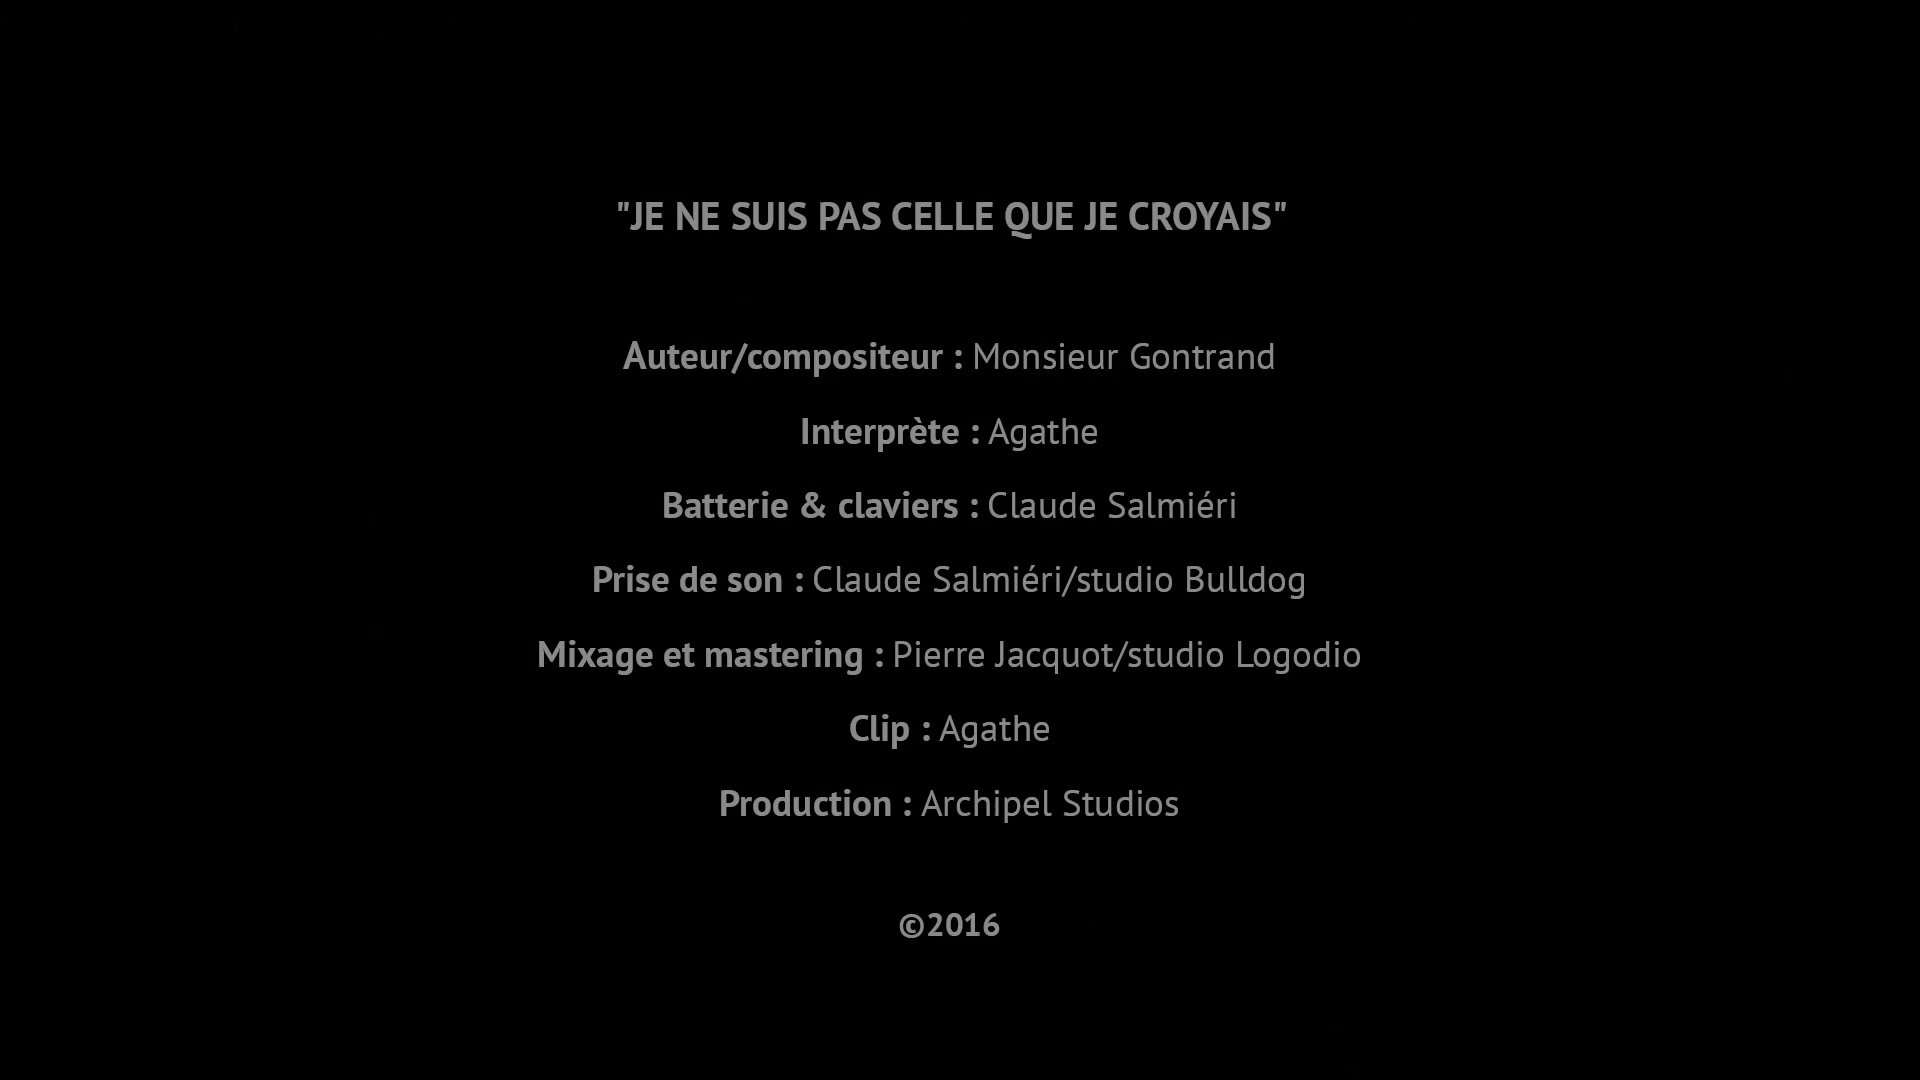 "JE NE SUIS PAS CELLE QUE JE CROYAIS"
Auteur/compositeur : Monsieur Gontrand
Interprète : Agathe
Batterie & claviers : Claude Salmiéri
Prise de son : Claude Salmiéri/studio Bulldog
Mixage et mastering : Pierre Jacquot/studio Logodio
Clip : Agathe
Production : Archipel Studios
©2016